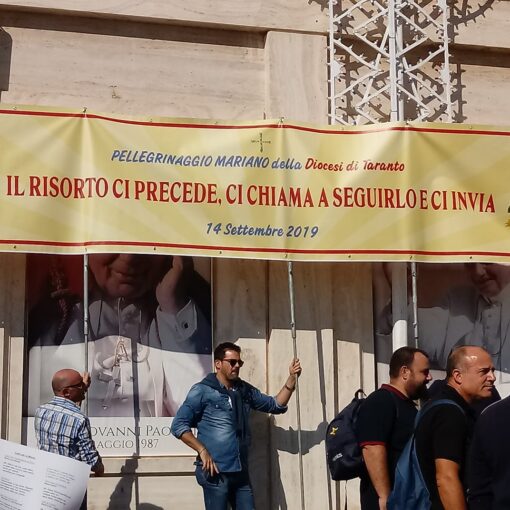 PELLEGRINAGGIO MARIANO della Diocesi di Taranto
IL RISORTO CI PRECEDE, CI CHIAMA A SEGUIRLO E CI INVIA
14 Settembre 2019
OVANNI PAO
AGGIO 1987